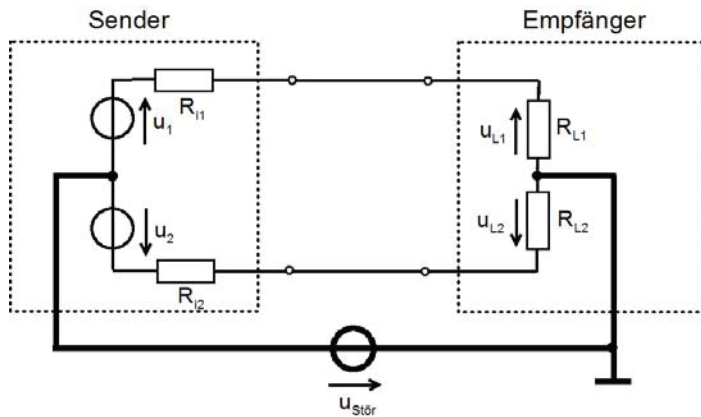 Sender
Empfänger
R_I1
u_1
u_L1
R_L1
u_2
u_L2
R_L2
R_I2
u_Stör